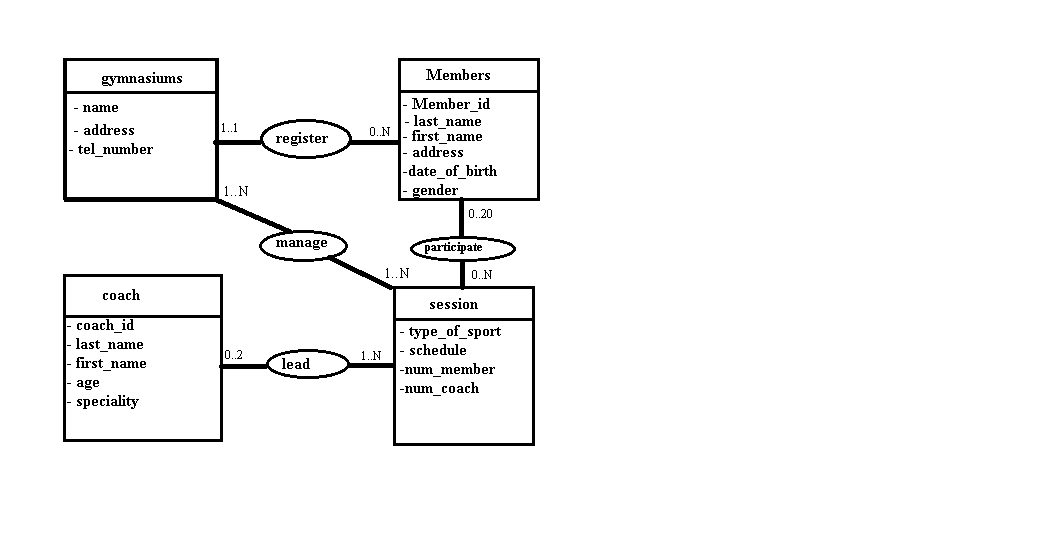 gymnasiums
- name
- address
- tel_number
1..1
register
0..N
Members
- Member_id
- last_name
- first_name
- address
-date_of_birth
- gender
1..N
manage
1..N
0..20
participate
0..N
coach
- coach_id
- last_name
- first_name
- age
- speciality
0..2
lead
1..N
session
- type_of_sport
- schedule
-num_member
-num_coach